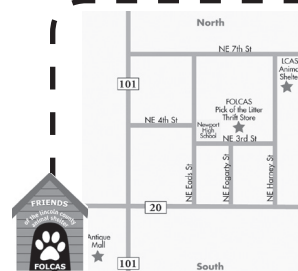 North
NE 7th St
LCAS
Anima
Shelte
101
FOLCAS
Pick of the Litter
Thrift Store
NE 4th St
Newport
High
School
NE 3rd St
NE Eads St
NE Fogarty St
NE Harney St
20
FRIENDS
of the lincoln county
animal shelter
FOLCAS
Antique
Mall
101
South